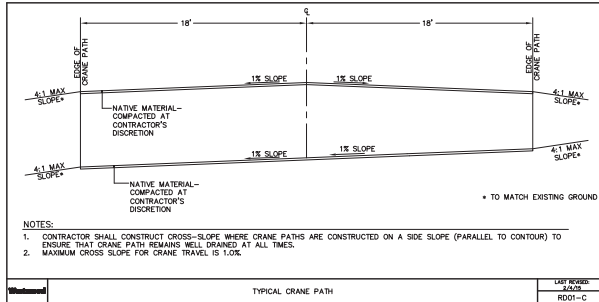 ℄
18'
18'
EDGE OF
CRANE PATH
EDGE OF
CRANE PATH
1% SLOPE
1% SLOPE
4:1 MAX
SLOPE*
4:1 MAX
SLOPE*
NATIVE MATERIAL-
COMPACTED AT
CONTRACTOR'S
DISCRETION
1% SLOPE
1% SLOPE
4:1 MAX
SLOPE*
4:1 MAX
SLOPE*
NATIVE MATERIAL-
COMPACTED AT
CONTRACTOR'S
DISCRETION
* TO MATCH EXISTING GROUND
NOTES:
1. CONTRACTOR SHALL CONSTRUCT CROSS-SLOPE WHERE CRANE PATHS ARE CONSTRUCTED ON A SIDE SLOPE (PARALLEL TO CONTOUR) TO
ENSURE THAT CRANE PATH REMAINS WELL DRAINED AT ALL TIMES.
2. MAXIMUM CROSS SLOPE FOR CRANE TRAVEL IS 1.0%.
Westwood
TYPICAL CRANE PATH
LAST REVISED:
2/4/15
RD01-C